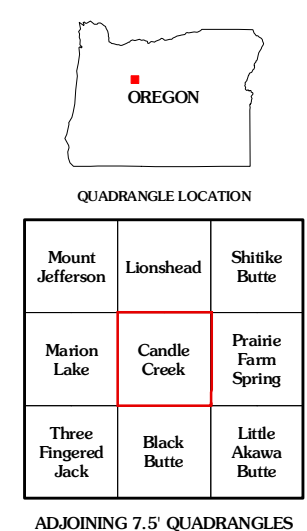 OREGON
QUADRANGLE LOCATION
Mount
Jefferson
Lionshead
Shitike
Butte
Marion
Lake
Candle
Creek
Prairie
Farm
Spring
Three
Fingered
Jack
Black
Butte
Little
Akawa
Butte
ADJOINING 7.5' QUADRANGLES